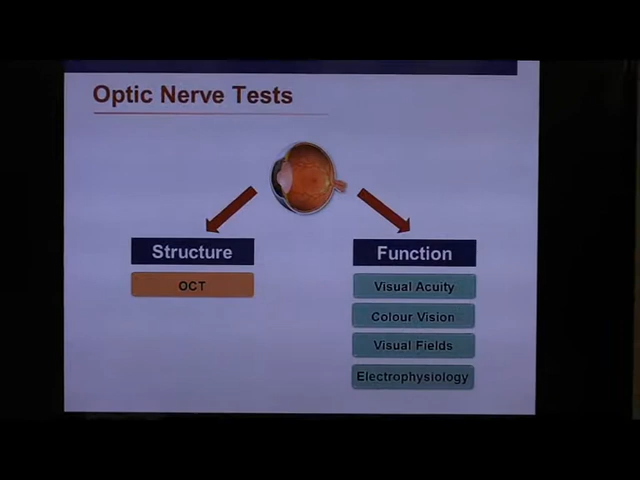 Optic Nerve Tests
Structure
OCT
Function
Visual Acuity
Colour Vision
Visual Fields
Electrophysiology